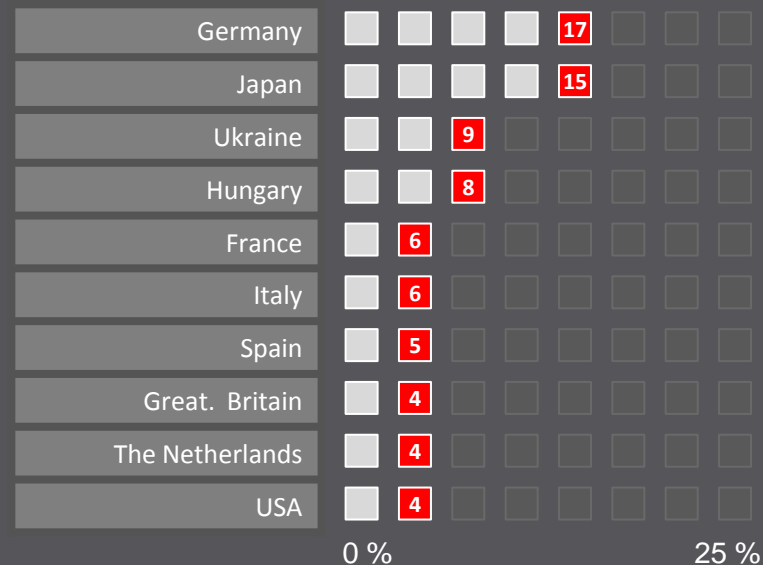 Germany 17
Japan 15
Ukraine 9
Hungary 8
France 6
Italy 6
Spain 5
Great. Britain 4
The Netherlands 4
USA 4
0 % 25 %